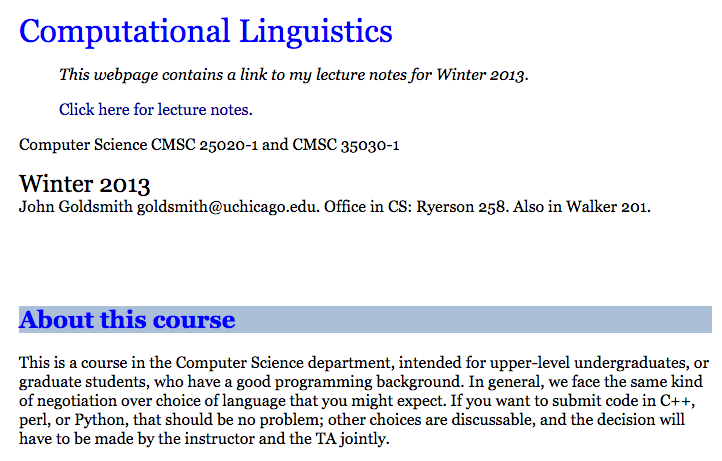 Computational Linguistics
This webpage contains a link to my lecture notes for Winter 2013.
Click here for lecture notes.
Computer Science CMSC 25020-1 and CMSC 35030-1
Winter 2013
John Goldsmith goldsmith@uchicago.edu. Office in CS: Ryerson 258. Also in Walker 201.
About this course
This is a course in the Computer Science department, intended for upper-level undergraduates, or
graduate students, who have a good programming background. In general, we face the same kind
of negotiation over choice of language that you might expect. If you want to submit code in C++,
perl, or Python, that should be no problem; other choices are discussable, and the decision will
have to be made by the instructor and the TA jointly.